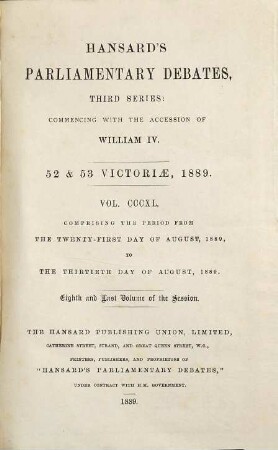 HANSARD'S
PARLIAMENTARY DEBATES,
THIRD SERIES:
COMMENCING WITH THE ACCESSION OF
WILLIAM IV.
52 & 53 VICTORIÆ, 1889.
VOL. CCCXL.
COMPRISING THE PERIOD FROM
THE TWENTY-FIRST DAY OF AUGUST, 1889,
TO
THE THIRTIETH DAY OF AUGUST, 1889.
Eighth and Last Volume of the Session.
THE HANSARD PUBLISHING UNION, LIMITED,
CATHERINE STREET, STRAND, AND GREAT QUEEN STREET, W.C.,
PRINTERS, PUBLISHERS, AND PROPRIETORS OF
"HANSARD'S PARLIAMENTARY DEBATES,"
UNDER CONTRACT WITH H.M. GOVERNMENT.
1889.